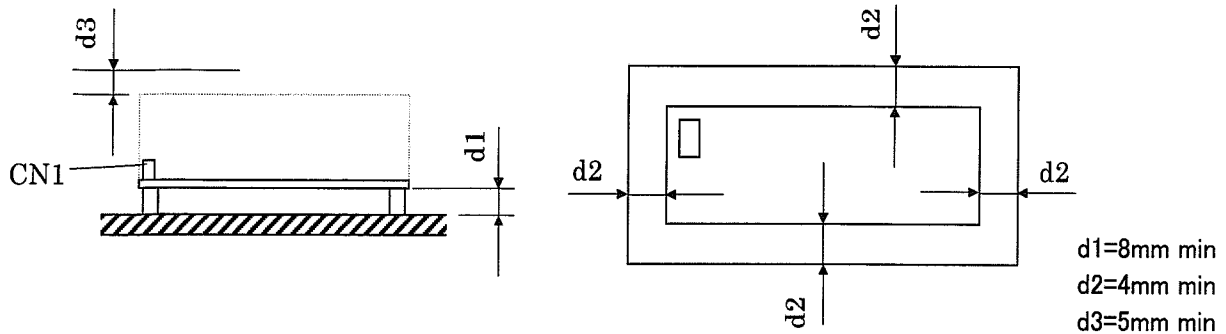 d3
CN1
d1
d2
d2
d2
d2
d1=8mm min
d2=4mm min
d3=5mm min